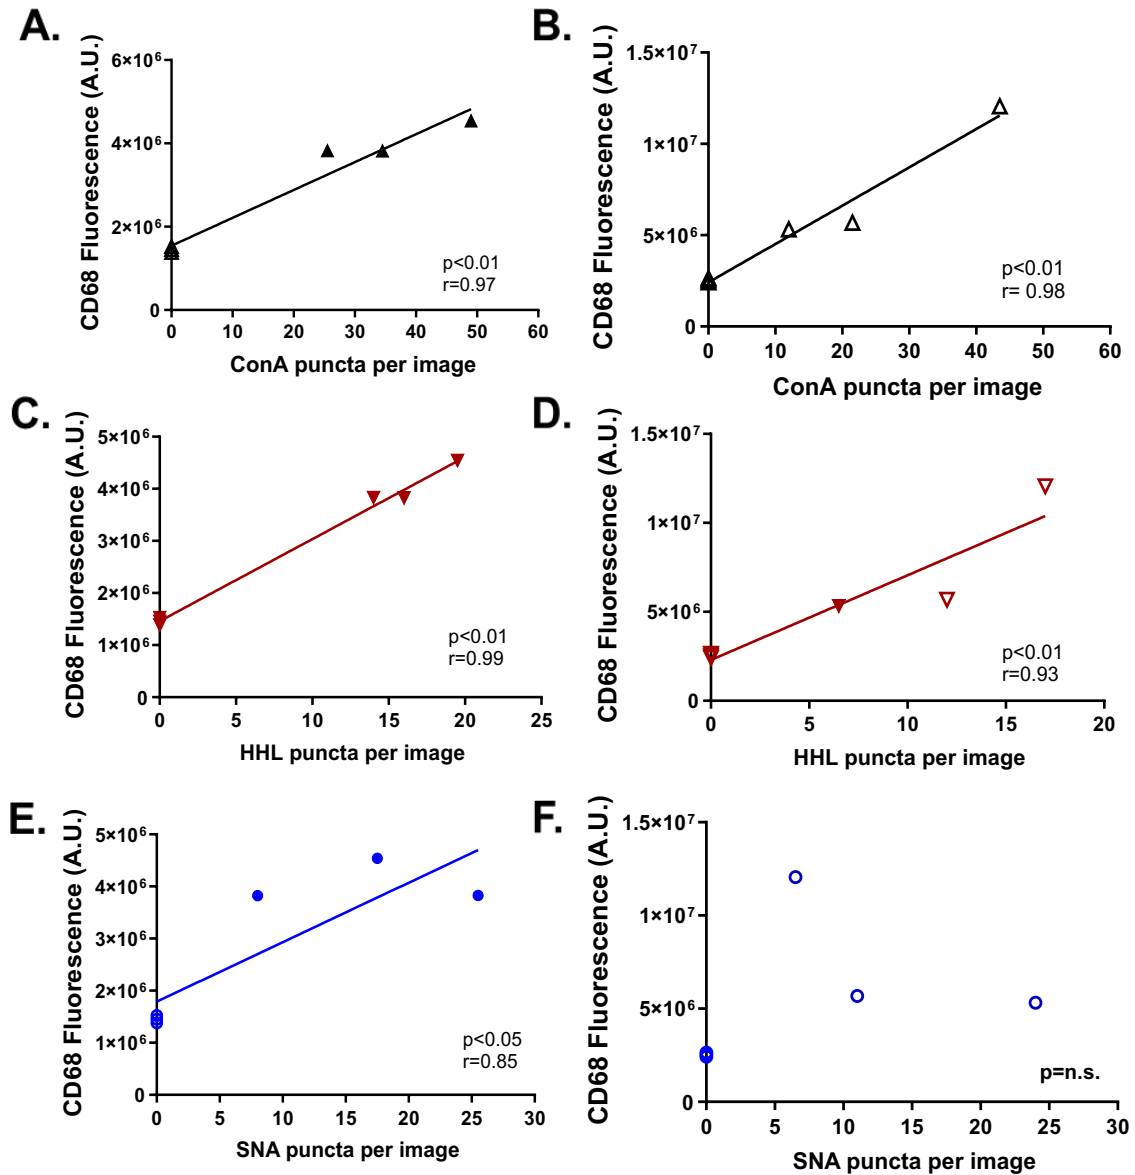 A.
CD68 Fluorescence (A.U.)
6×10⁶
4×10⁶
2×10⁶
0
0 10 20 30 40 50 60
p<0.01
r=0.97
ConA puncta per image
B.
CD68 Fluorescence (A.U.)
1.5×10⁷
1×10⁷
5×10⁶
0
0 10 20 30 40 50 60
p<0.01
r= 0.98
ConA puncta per image
C.
CD68 Fluorescence (A.U.)
5×10⁶
4×10⁶
3×10⁶
2×10⁶
1×10⁶
0
0 5 10 15 20 25
p<0.01
r=0.99
HHL puncta per image
D.
CD68 Fluorescence (A.U.)
1.5×10⁷
1×10⁷
5×10⁶
0
0 5 10 15 20
p<0.01
r=0.93
HHL puncta per image
E.
CD68 Fluorescence (A.U.)
5×10⁶
4×10⁶
3×10⁶
2×10⁶
1×10⁶
0
0 5 10 15 20 25 30
p<0.05
r=0.85
SNA puncta per image
F.
CD68 Fluorescence (A.U.)
1.5×10⁷
1×10⁷
5×10⁶
0
0 5 10 15 20 25 30
p=n.s.
SNA puncta per image